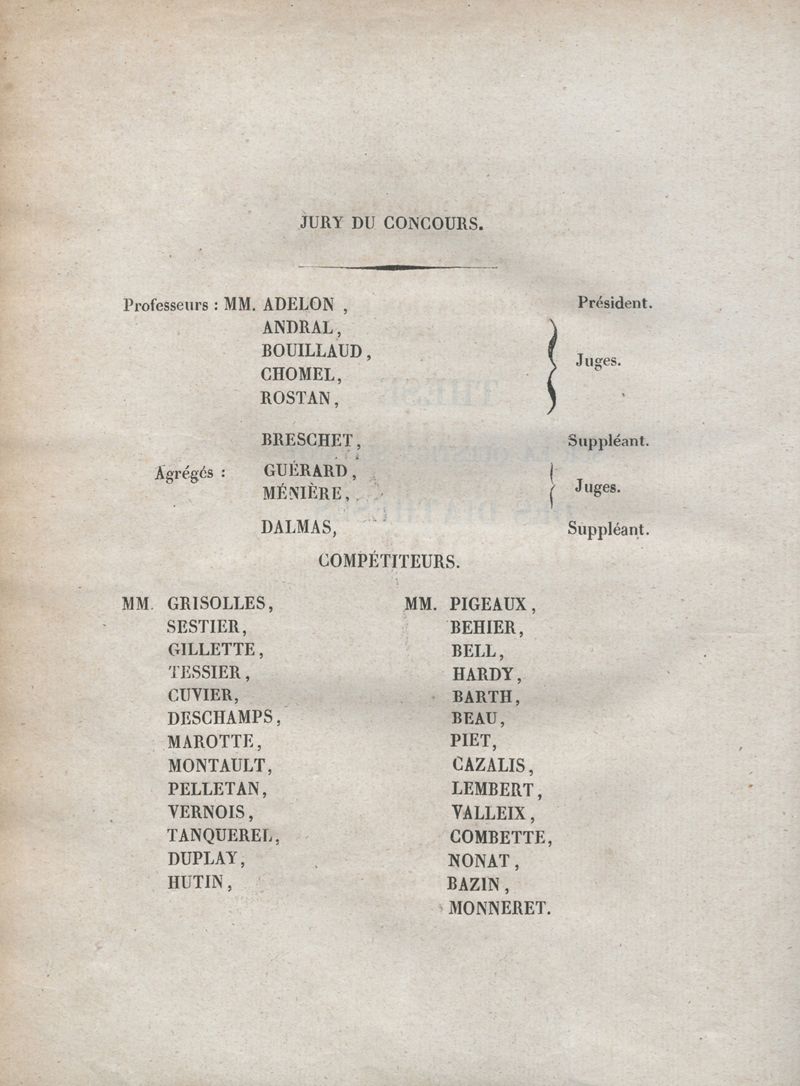 JURY DU CONCOURS.
Professeurs : MM. ADELON , Président.
ANDRAL,
BOUILLAUD,
Juges.
CHOMEL,
ROSTAN,
BRESCHET, Suppléant.
Agrégés : GUÉRARD,
MÉNIÈRE, Juges.
DALMAS, Suppléant.
COMPÉTITEURS.
MM. GRISOLLES, MM. PIGEAUX,
SESTIER, BEHIER,
GILLETTE, BELL,
TESSIER, HARDY,
CUVIER, BARTH,
DESCHAMPS, BEAU,
MAROTTE, PIET,
MONTAULT, CAZALIS,
PELLETAN, LEMBERT,
VERNOIS, VALLEIX,
TANQUEREL, COMBETTE,
DUPLAY, NONAT,
HUTIN, BAZIN,
MONNERET.